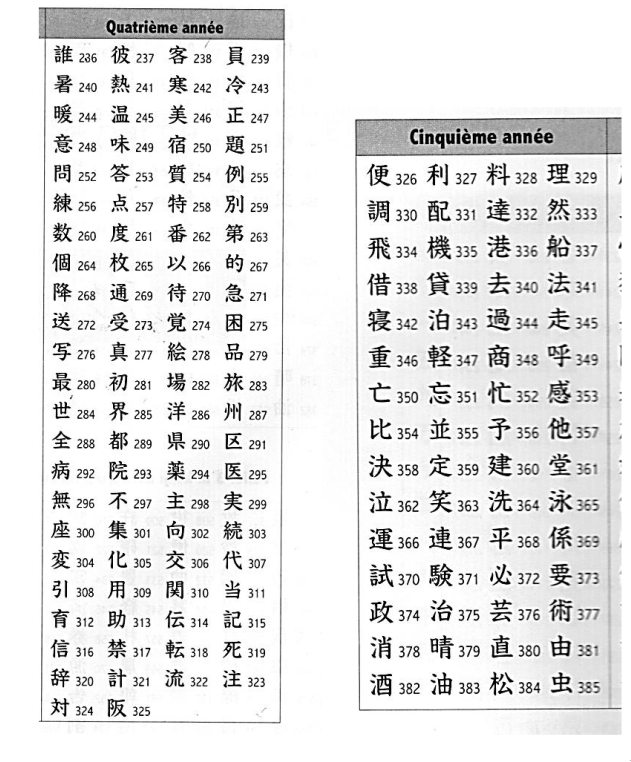 Quatrième année
誰 236 彼 237 客 238 員 239
暑 240 熱 241 寒 242 冷 243
暖 244 温 245 美 246 正 247
意 248 味 249 宿 250 題 251
問 252 答 253 質 254 例 255
練 256 点 257 特 258 別 259
数 260 度 261 番 262 第 263
個 264 枚 265 以 266 的 267
降 268 通 269 待 270 急 271
送 272 受 273 覚 274 困 275
写 276 真 277 絵 278 品 279
最 280 初 281 場 282 旅 283
世 284 界 285 洋 286 州 287
全 288 都 289 県 290 区 291
病 292 院 293 薬 294 医 295
無 296 不 297 主 298 実 299
座 300 集 301 向 302 続 303
変 304 化 305 交 306 代 307
引 308 用 309 関 310 当 311
育 312 助 313 伝 314 記 315
信 316 禁 317 転 318 死 319
辞 320 計 321 流 322 注 323
対 324 阪 325
Cinquième année
便 326 利 327 料 328 理 329
調 330 配 331 達 332 然 333
飛 334 機 335 港 336 船 337
借 338 貸 339 去 340 法 341
寝 342 泊 343 過 344 走 345
重 346 軽 347 商 348 呼 349
亡 350 忘 351 忙 352 感 353
比 354 並 355 予 356 他 357
決 358 定 359 建 360 堂 361
泣 362 笑 363 洗 364 泳 365
運 366 連 367 平 368 係 369
試 370 験 371 必 372 要 373
政 374 治 375 芸 376 術 377
消 378 晴 379 直 380 由 381
酒 382 油 383 松 384 虫 385